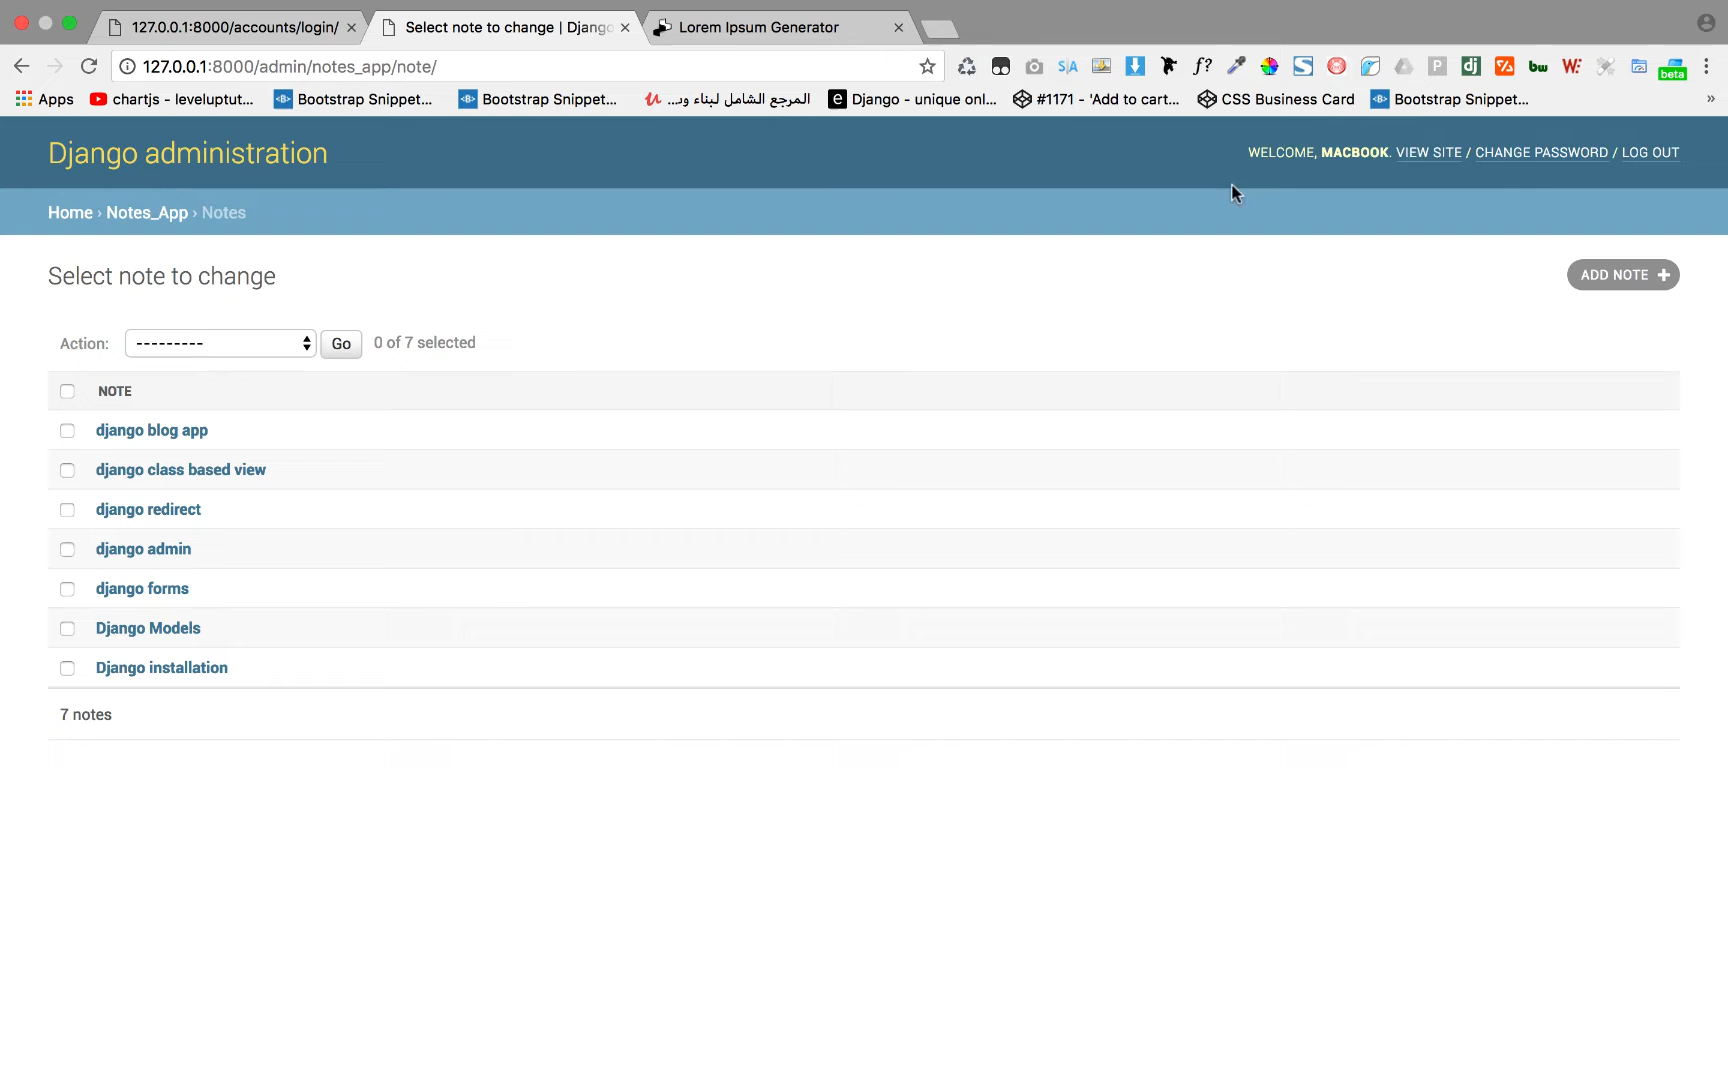 127.0.0.1:8000/accounts/login/
Select note to change | Django
Lorem Ipsum Generator
127.0.0.1:8000/admin/notes_app/note/
S|A
f?
S
P
dj
bw
W:
beta
Apps
chartjs - leveluptut...
Bootstrap Snippet...
Bootstrap Snippet...
المرجع الشامل لبناء ود...
Django - unique onl...
#1171 - 'Add to cart...
CSS Business Card
Bootstrap Snippet...
»
Django administration
WELCOME, MACBOOK. VIEW SITE / CHANGE PASSWORD / LOG OUT
Home › Notes_App › Notes
Select note to change
ADD NOTE +
Action: --------- Go 0 of 7 selected
NOTE
django blog app
django class based view
django redirect
django admin
django forms
Django Models
Django installation
7 notes